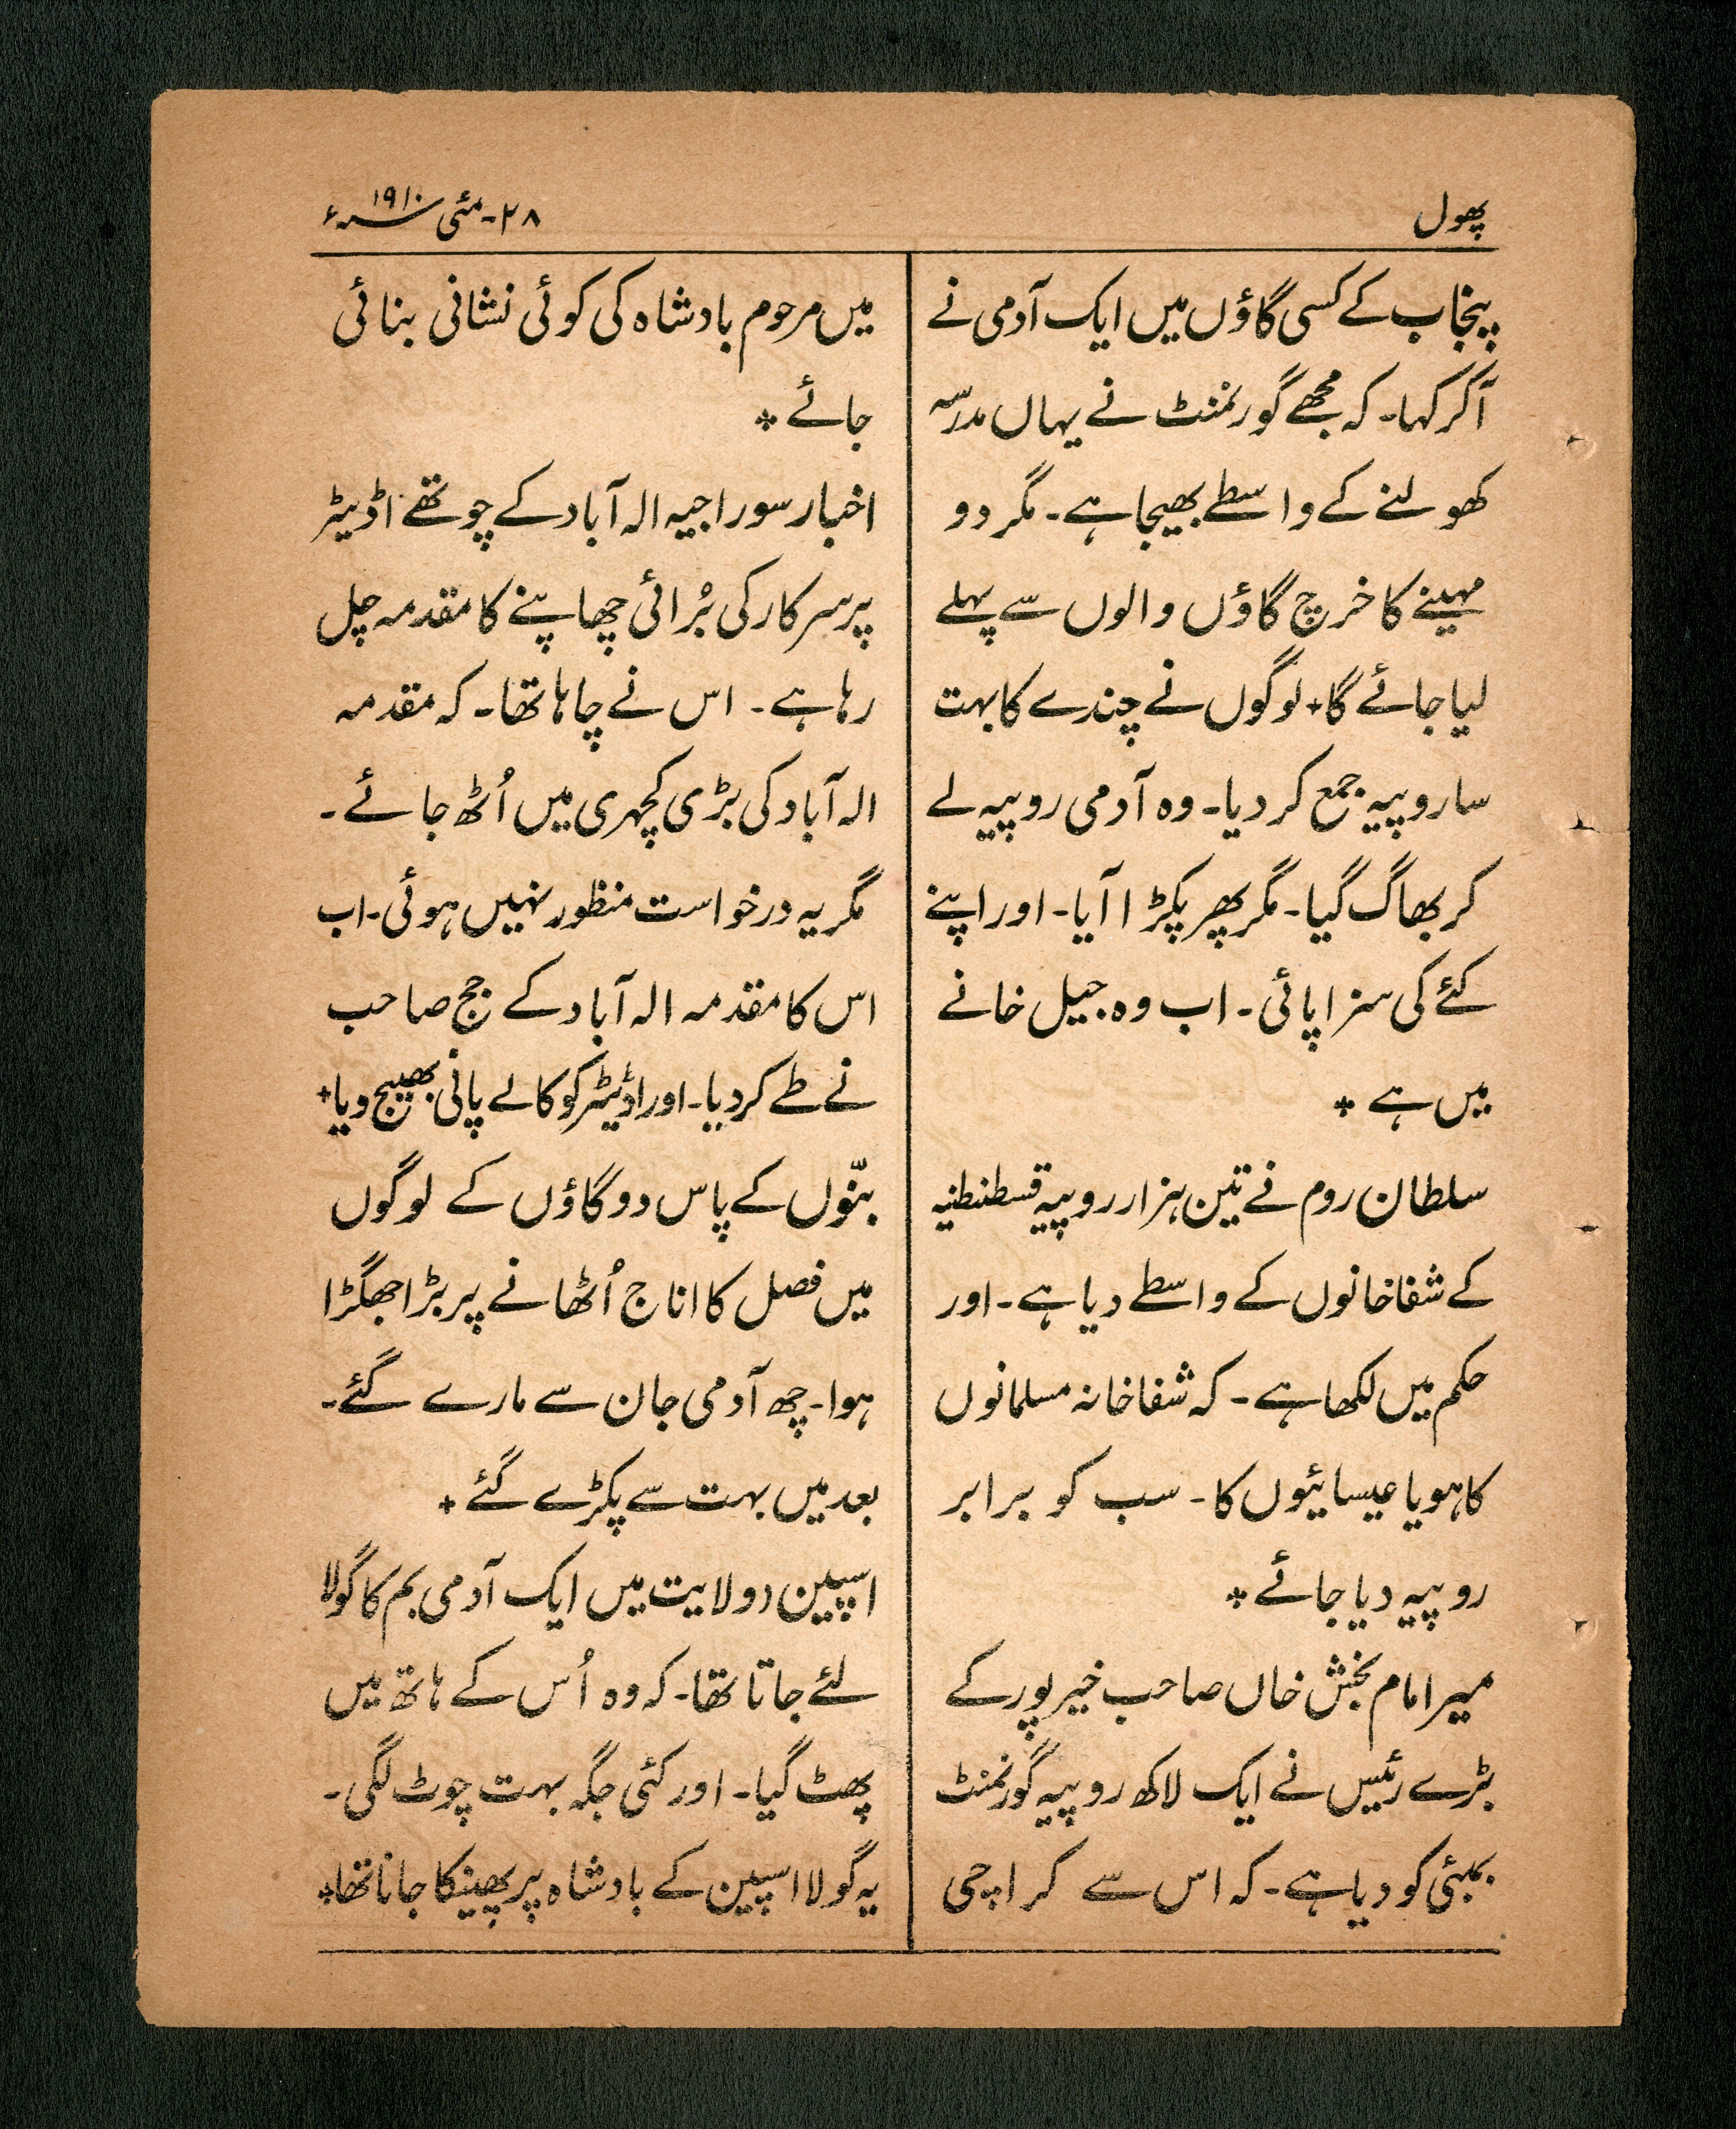 پھول
۲۸-مئی ۱۹۱۰ء
پنجاب کے کسی گاؤں میں ایک آدمی نے
آکر کہا۔ کہ مجھے گورنمنٹ نے یہاں مدرسہ
کھولنے کے واسطے بھیجا ہے۔ مگر دو
مہینے کا خرچ گاؤں والوں سے پہلے
لیا جائے گا+ لوگوں نے چندے کا بہت
سا روپیہ جمع کر دیا۔ وہ آدمی روپیہ لے
کر بھاگ گیا۔ مگر پھر پکڑا آیا۔ اور اپنے
کئے کی سزا پائی۔ اب وہ جیل خانے
میں ہے *
سلطان روم نے تین ہزار روپیہ قسطنطنیہ
کے شفاخانوں کے واسطے دیا ہے۔ اور
حکم میں لکھا ہے۔ کہ شفاخانہ مسلمانوں
کا ہو یا عیسائیوں کا۔ سب کو برابر
روپیہ دیا جائے *
میر امام بخش خاں صاحب خیرپور کے
بڑے رئیس نے ایک لاکھ روپیہ گورنمنٹ
بمبئی کو دیا ہے۔ کہ اس سے کراچی
میں مرحوم بادشاہ کی کوئی نشانی بنائی
جائے *
اخبار سوراجیہ الہ آباد کے چوتھے اڈیٹر
پر سرکار کی بُرائی چھاپنے کا مقدمہ چل
رہا ہے۔ اس نے چاہا تھا۔ کہ مقدمہ
الہ آباد کی بڑی کچہری میں اُٹھ جائے۔
مگر یہ درخواست منظور نہیں ہوئی۔ اب
اس کا مقدمہ الہ آباد کے جج صاحب
نے طے کر دیا۔ اور اڈیٹر کو کالے پانی بھیج دیا+
بنّوں کے پاس دو گاؤں کے لوگوں
میں فصل کا اناج اُٹھانے پر بڑا جھگڑا
ہوا۔ چھ آدمی جان سے مارے گئے۔
بعد میں بہت سے پکڑے گئے +
اسپین دولایت میں ایک آدمی بم کا گولا
لئے جاتا تھا۔ کہ وہ اُس کے ہاتھ میں
پھٹ گیا۔ اور کئی جگہ بہت چوٹ لگی۔
یہ گولا اسپین کے بادشاہ پر پھینکا جانا تھا*